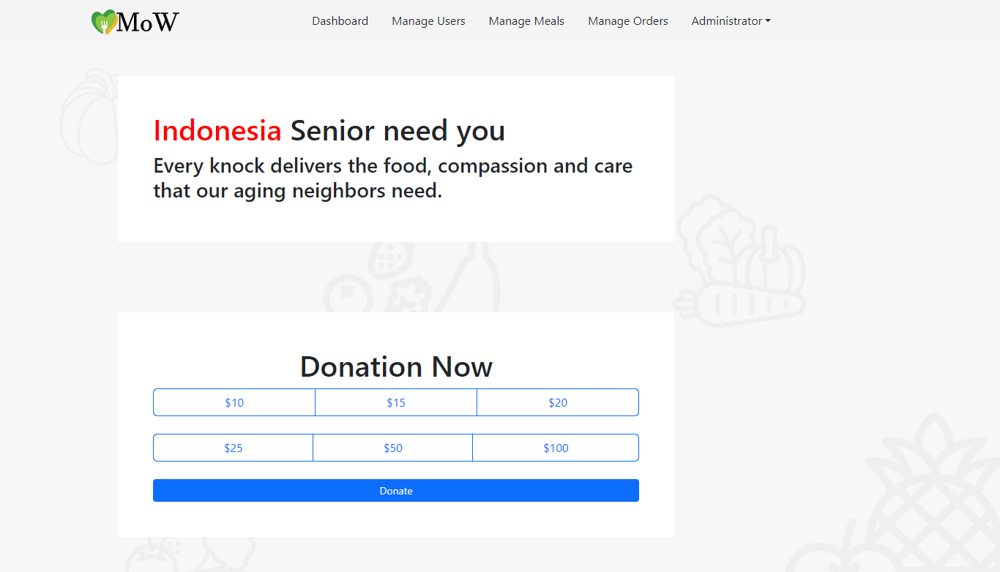 MoW
Dashboard Manage Users Manage Meals Manage Orders Administrator
Indonesia Senior need you
Every knock delivers the food, compassion and care
that our aging neighbors need.
Donation Now
$10 $15 $20
$25 $50 $100
Donate